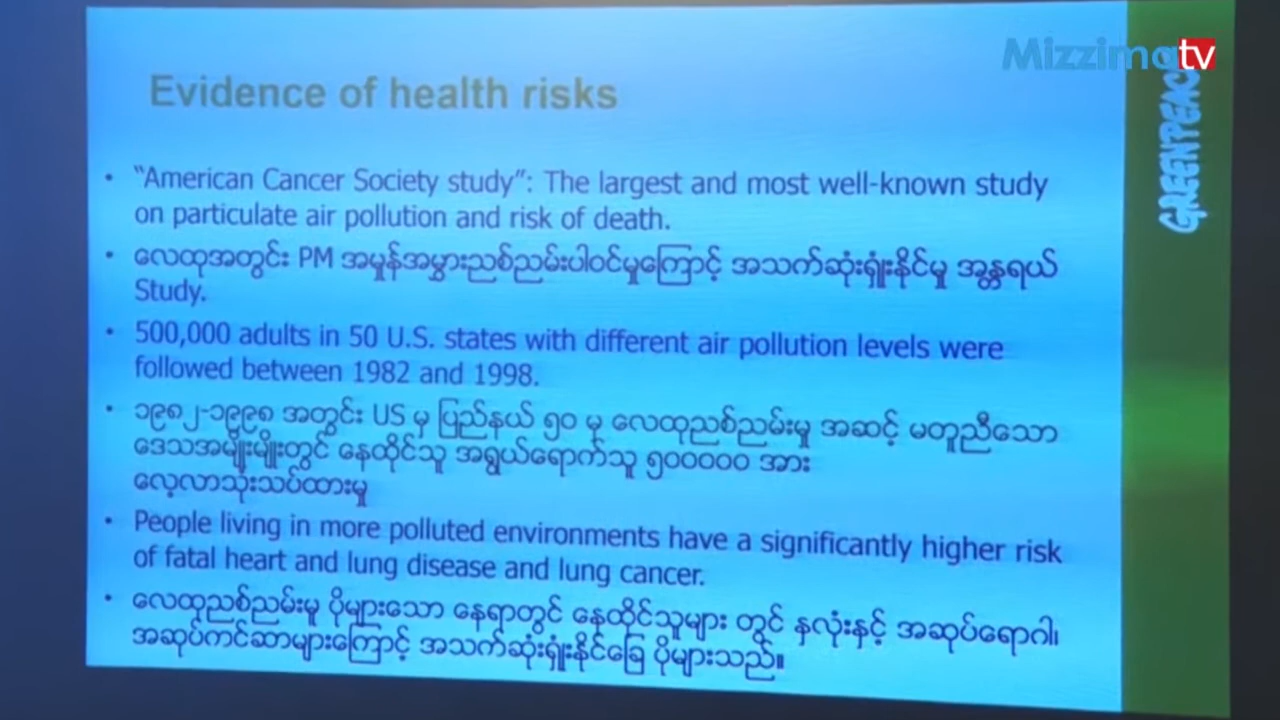 Mizzima tv
GREENPEACE
Evidence of health risks
• “American Cancer Society study”: The largest and most well-known study
on particulate air pollution and risk of death.
• လေထုအတွင်း PM အမှုန်အမွှားညစ်ညမ်းပါဝင်မှုကြောင့် အသက်ဆုံးရှုံးနိုင်မှု အန္တရာယ်
Study.
• 500,000 adults in 50 U.S. states with different air pollution levels were
followed between 1982 and 1998.
• ၁၉၈၂-၁၉၉၈ အတွင်း US မှ ပြည်နယ် ၅၀ မှ လေထုညစ်ညမ်းမှု အဆင့် မတူညီသော
ဒေသအမျိုးမျိုးတွင် နေထိုင်သူ အရွယ်ရောက်သူ ၅၀၀၀၀၀ အား
လေ့လာသုံးသပ်ထားမှု
• People living in more polluted environments have a significantly higher risk
of fatal heart and lung disease and lung cancer.
• လေထုညစ်ညမ်းမှု ပိုများသော နေရာတွင် နေထိုင်သူများ တွင် နှလုံးနှင့် အဆုပ်ရောဂါ၊
အဆုပ်ကင်ဆာများကြောင့် အသက်ဆုံးရှုံးနိုင်ခြေ ပိုများသည်။